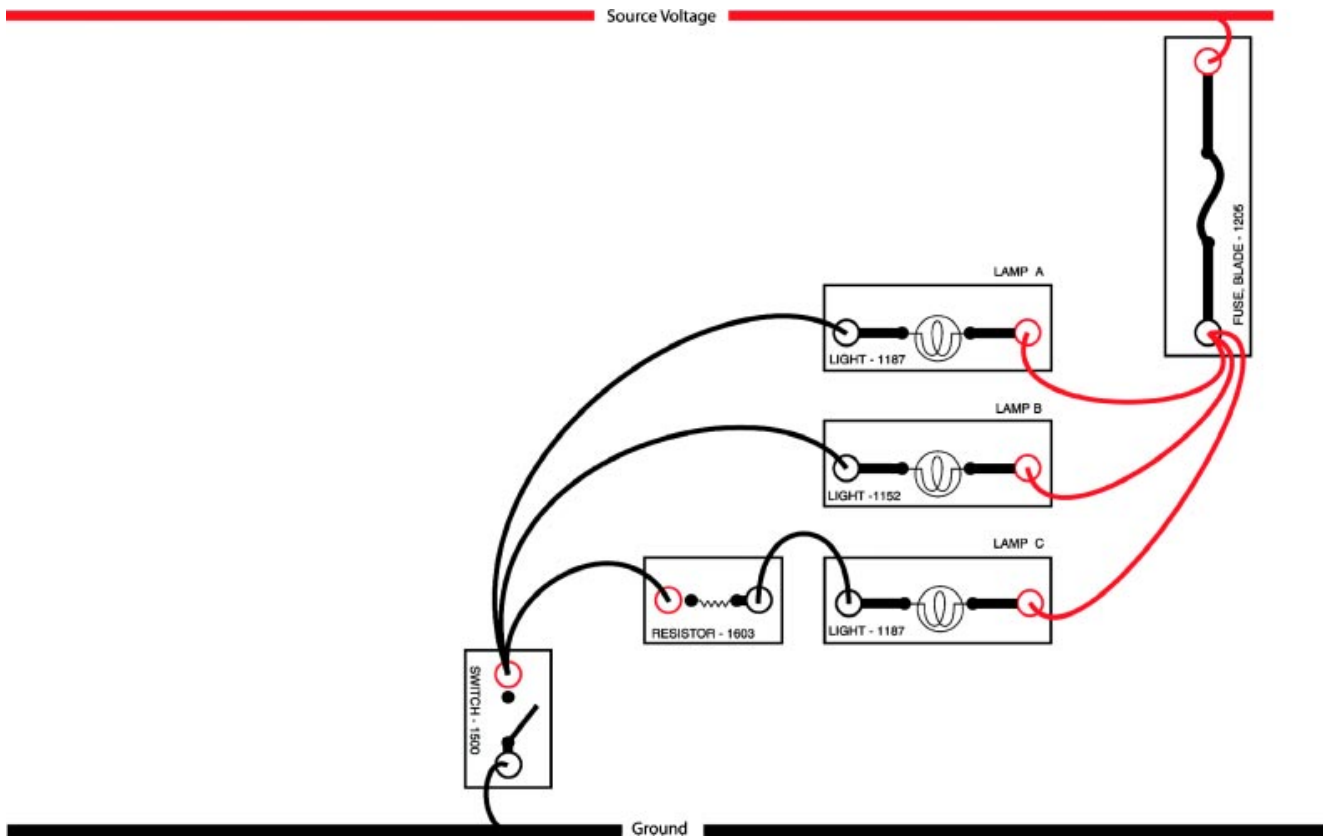 Source Voltage
FUSE, BLADE - 1205
LAMP A
LIGHT - 1187
LAMP B
LIGHT -1152
LAMP C
LIGHT - 1187
RESISTOR - 1603
SWITCH - 1500
Ground